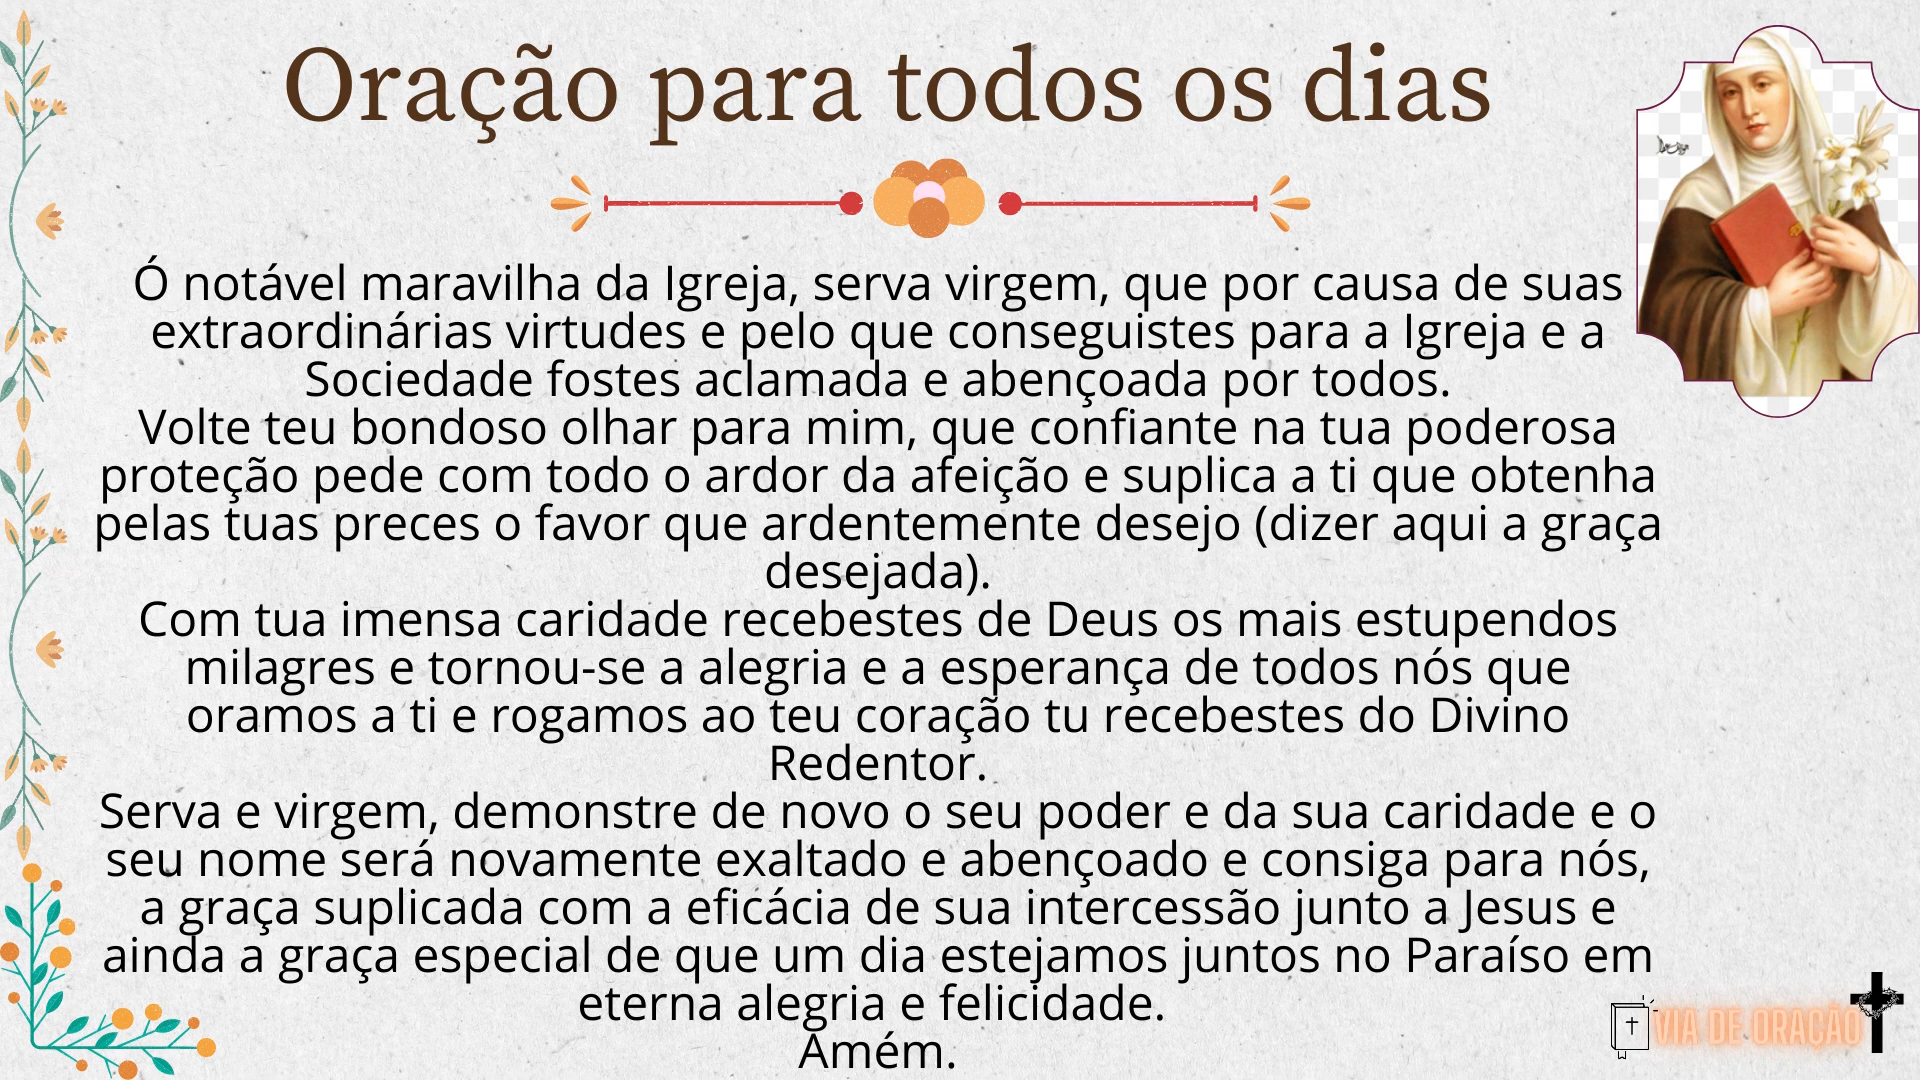 Oração para todos os dias
Ó notável maravilha da Igreja, serva virgem, que por causa de suas
extraordinárias virtudes e pelo que conseguistes para a Igreja e a
Sociedade fostes aclamada e abençoada por todos.
Volte teu bondoso olhar para mim, que confiante na tua poderosa
proteção pede com todo o ardor da afeição e suplica a ti que obtenha
pelas tuas preces o favor que ardentemente desejo (dizer aqui a graça
desejada).
Com tua imensa caridade recebestes de Deus os mais estupendos
milagres e tornou-se a alegria e a esperança de todos nós que
oramos a ti e rogamos ao teu coração tu recebestes do Divino
Redentor.
Serva e virgem, demonstre de novo o seu poder e da sua caridade e o
seu nome será novamente exaltado e abençoado e consiga para nós,
a graça suplicada com a eficácia de sua intercessão junto a Jesus e
ainda a graça especial de que um dia estejamos juntos no Paraíso em
eterna alegria e felicidade.
Amém.
VIA DE ORAÇÃO